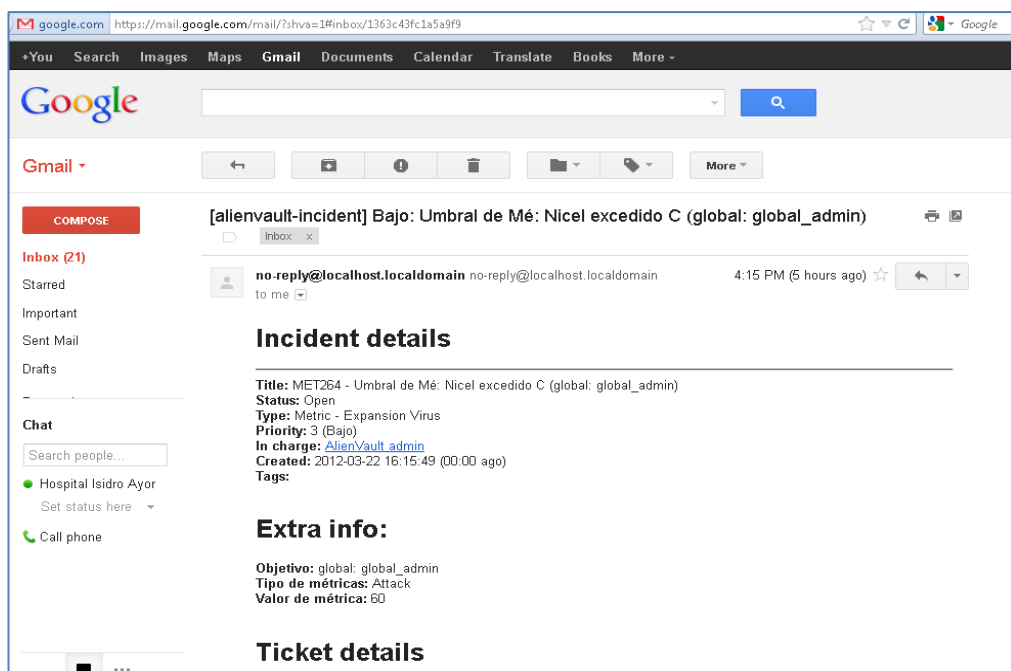 google.com https://mail.google.com/mail/?shva=1#inbox/1363c43fc1a5a9f9 Google
+You Search Images Maps Gmail Documents Calendar Translate Books More
Google
Gmail
More
COMPOSE
[alienvault-incident] Bajo: Umbral de Mé: Nicel excedido C (global: global_admin)
Inbox x
Inbox (21)
Starred
Important
Sent Mail
Drafts
no-reply@localhost.localdomain no-reply@localhost.localdomain 4:15 PM (5 hours ago)
to me
Incident details
Title: MET264 - Umbral de Mé: Nicel excedido C (global: global_admin)
Status: Open
Type: Metric - Expansion Virus
Priority: 3 (Bajo)
In charge: AlienVault admin
Created: 2012-03-22 16:15:49 (00:00 ago)
Tags:
Chat
Search people...
Hospital Isidro Ayor
Set status here
Call phone
Extra info:
Objetivo: global: global_admin
Tipo de métricas: Attack
Valor de métrica: 60
Ticket details